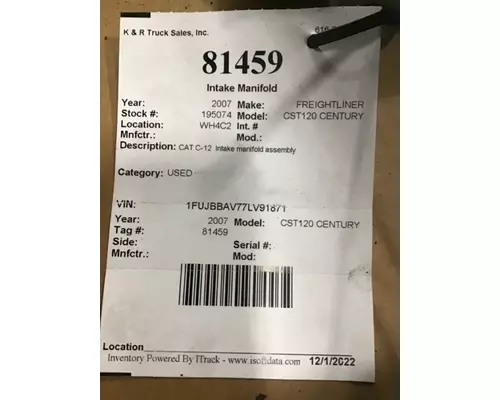 K & R Truck Sales, Inc.
81459
Intake Manifold
Year: 2007 Make: FREIGHTLINER
Stock #: 195074 Model: CST120 CENTURY
Location: WH4C2 Int. #
Mnfctr.: Mod.:
Description: CAT C-12 Intake manifold assembly
Category: USED
VIN: 1FUJBBAV77LV91871
Year: 2007 Model: CST120 CENTURY
Tag #: 81459
Side: Serial #:
Mnfctr.: Mod:
Location
Inventory Powered By ITrack - www.isoftdata.com 12/1/2022